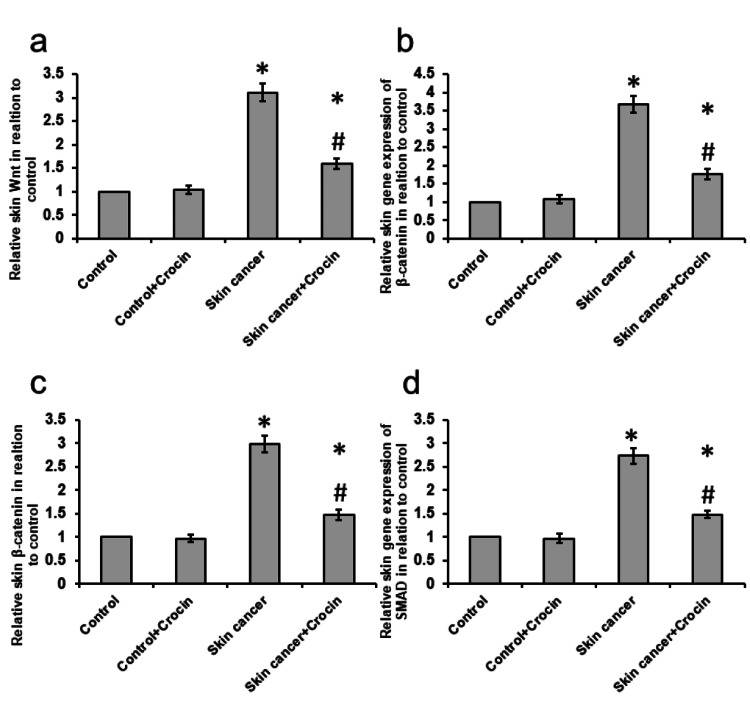 a
Relative skin Wnt in realtion to
control
3.5
3
2.5
2
1.5
1
0.5
0
*
*
#
Control
Control+Crocin
Skin cancer
Skin cancer+Crocin
b
Relative skin gene expression of
β-catenin in realtion to control
4.5
4
3.5
3
2.5
2
1.5
1
0.5
0
*
*
#
Control
Control+Crocin
Skin cancer
Skin cancer+Crocin
c
Relative skin β-catenin in realtion
to control
3.5
3
2.5
2
1.5
1
0.5
0
*
*
#
Control
Control+Crocin
Skin cancer
Skin cancer+Crocin
d
Relative skin gene expression of
SMAD in relation to control
3.5
3
2.5
2
1.5
1
0.5
0
*
*
#
Control
Control+Crocin
Skin cancer
Skin cancer+Crocin